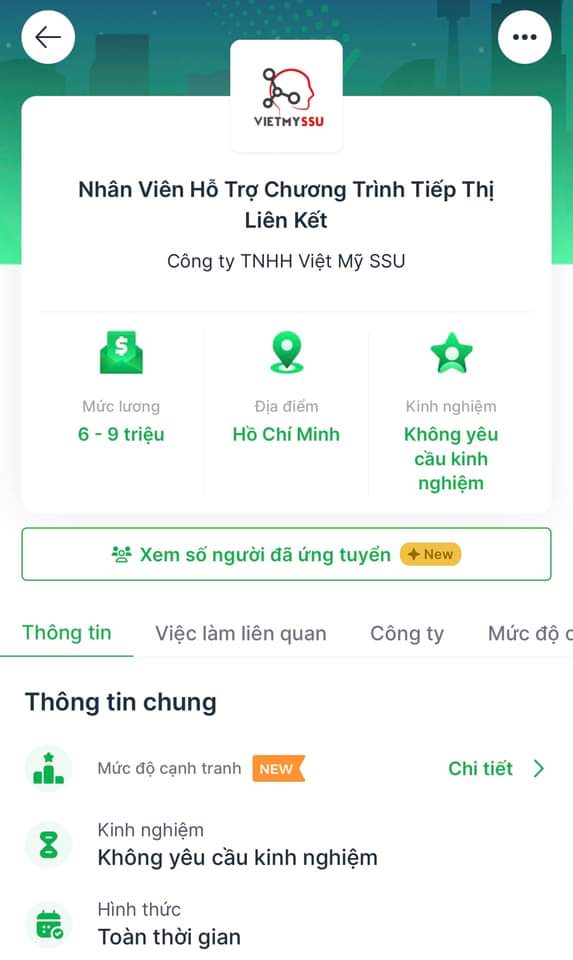 VIETMYSSU
Nhân Viên Hỗ Trợ Chương Trình Tiếp Thị
Liên Kết
Công ty TNHH Việt Mỹ SSU
$
Mức lương
6 - 9 triệu
Địa điểm
Hồ Chí Minh
Kinh nghiệm
Không yêu
cầu kinh
nghiệm
Xem số người đã ứng tuyển New
Thông tin Việc làm liên quan Công ty Mức độ c
Thông tin chung
Mức độ cạnh tranh NEW Chi tiết
Kinh nghiệm
Không yêu cầu kinh nghiệm
Hình thức
Toàn thời gian